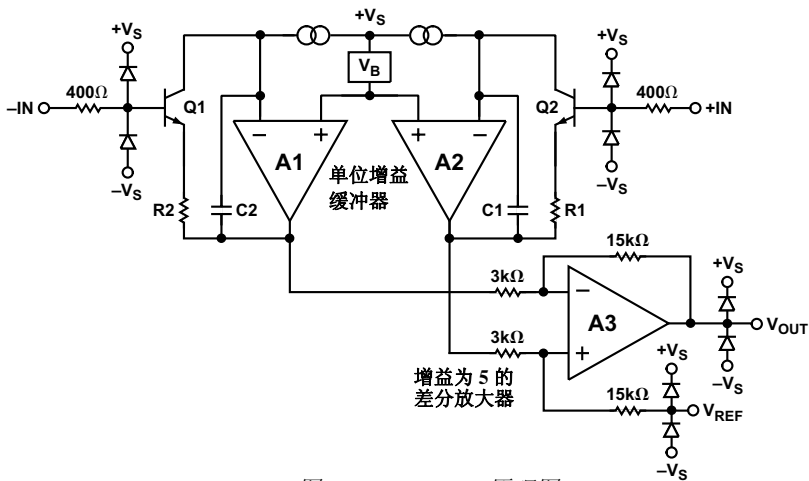 +VS
+VS
+VS
VB
400Ω
400Ω
–IN
Q1
Q2
+IN
–
+
+
–
–VS
–VS
A1
A2
单位增益
缓冲器
R2
C2
C1
R1
3kΩ
15kΩ
+VS
–
A3
VOUT
3kΩ
+
+VS
–VS
增益为 5 的
差分放大器
15kΩ
VREF
–VS